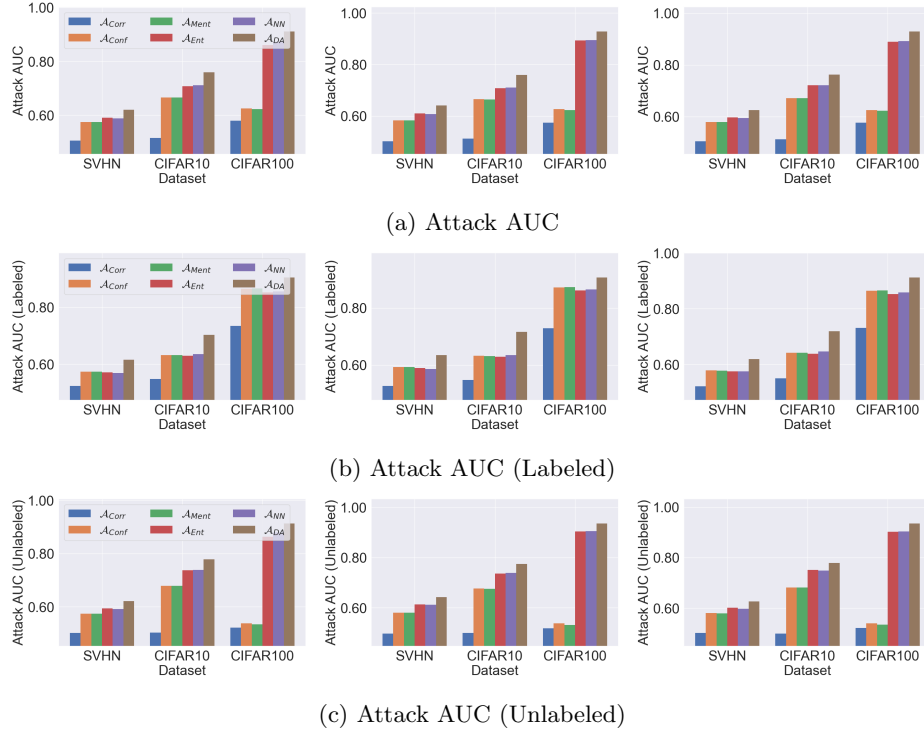 1.00
0.80
0.60
Attack AUC
A_Corr A_Ment A_NN
A_Conf A_Ent A_DA
SVHN CIFAR10 CIFAR100
Dataset
1.00
0.80
0.60
Attack AUC
SVHN CIFAR10 CIFAR100
Dataset
1.00
0.80
0.60
Attack AUC
SVHN CIFAR10 CIFAR100
Dataset
(a) Attack AUC
0.80
0.60
Attack AUC (Labeled)
A_Corr A_Ment A_NN
A_Conf A_Ent A_DA
SVHN CIFAR10 CIFAR100
Dataset
0.80
0.60
Attack AUC (Labeled)
SVHN CIFAR10 CIFAR100
Dataset
1.00
0.80
0.60
Attack AUC (Labeled)
SVHN CIFAR10 CIFAR100
Dataset
(b) Attack AUC (Labeled)
1.00
0.80
0.60
Attack AUC (Unlabeled)
A_Corr A_Ment A_NN
A_Conf A_Ent A_DA
SVHN CIFAR10 CIFAR100
Dataset
1.00
0.80
0.60
Attack AUC (Unlabeled)
SVHN CIFAR10 CIFAR100
Dataset
1.00
0.80
0.60
Attack AUC (Unlabeled)
SVHN CIFAR10 CIFAR100
Dataset
(c) Attack AUC (Unlabeled)